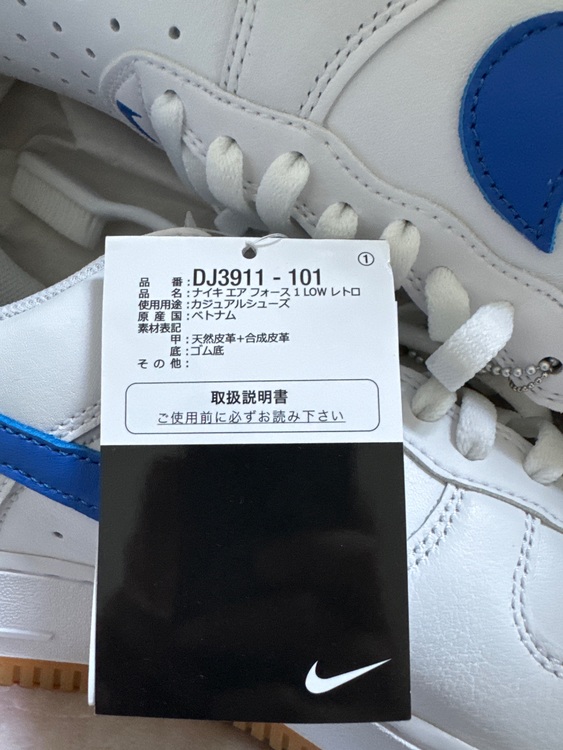 ①
品 番:DJ3911 - 101
品 名:ナイキ エア フォース 1 LOW レトロ
使用用途:カジュアルシューズ
原 産 国:ベトナム
素材表記
甲:天然皮革+合成皮革
底:ゴム底
そ の 他:
取扱説明書
ご使用前に必ずお読み下さい